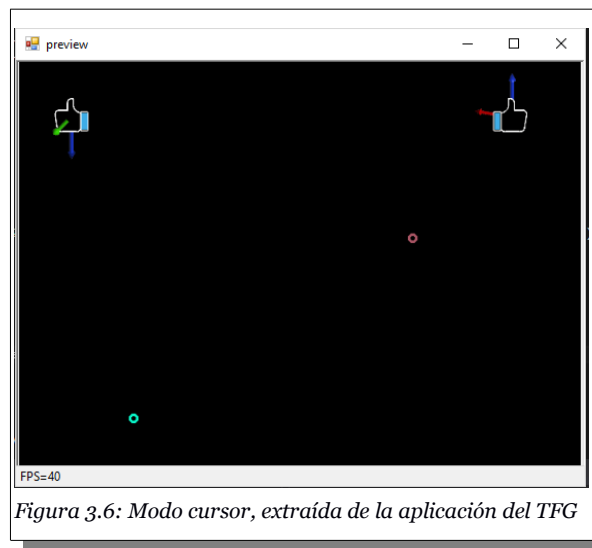 preview
FPS=40
Figura 3.6: Modo cursor, extraída de la aplicación del TFG